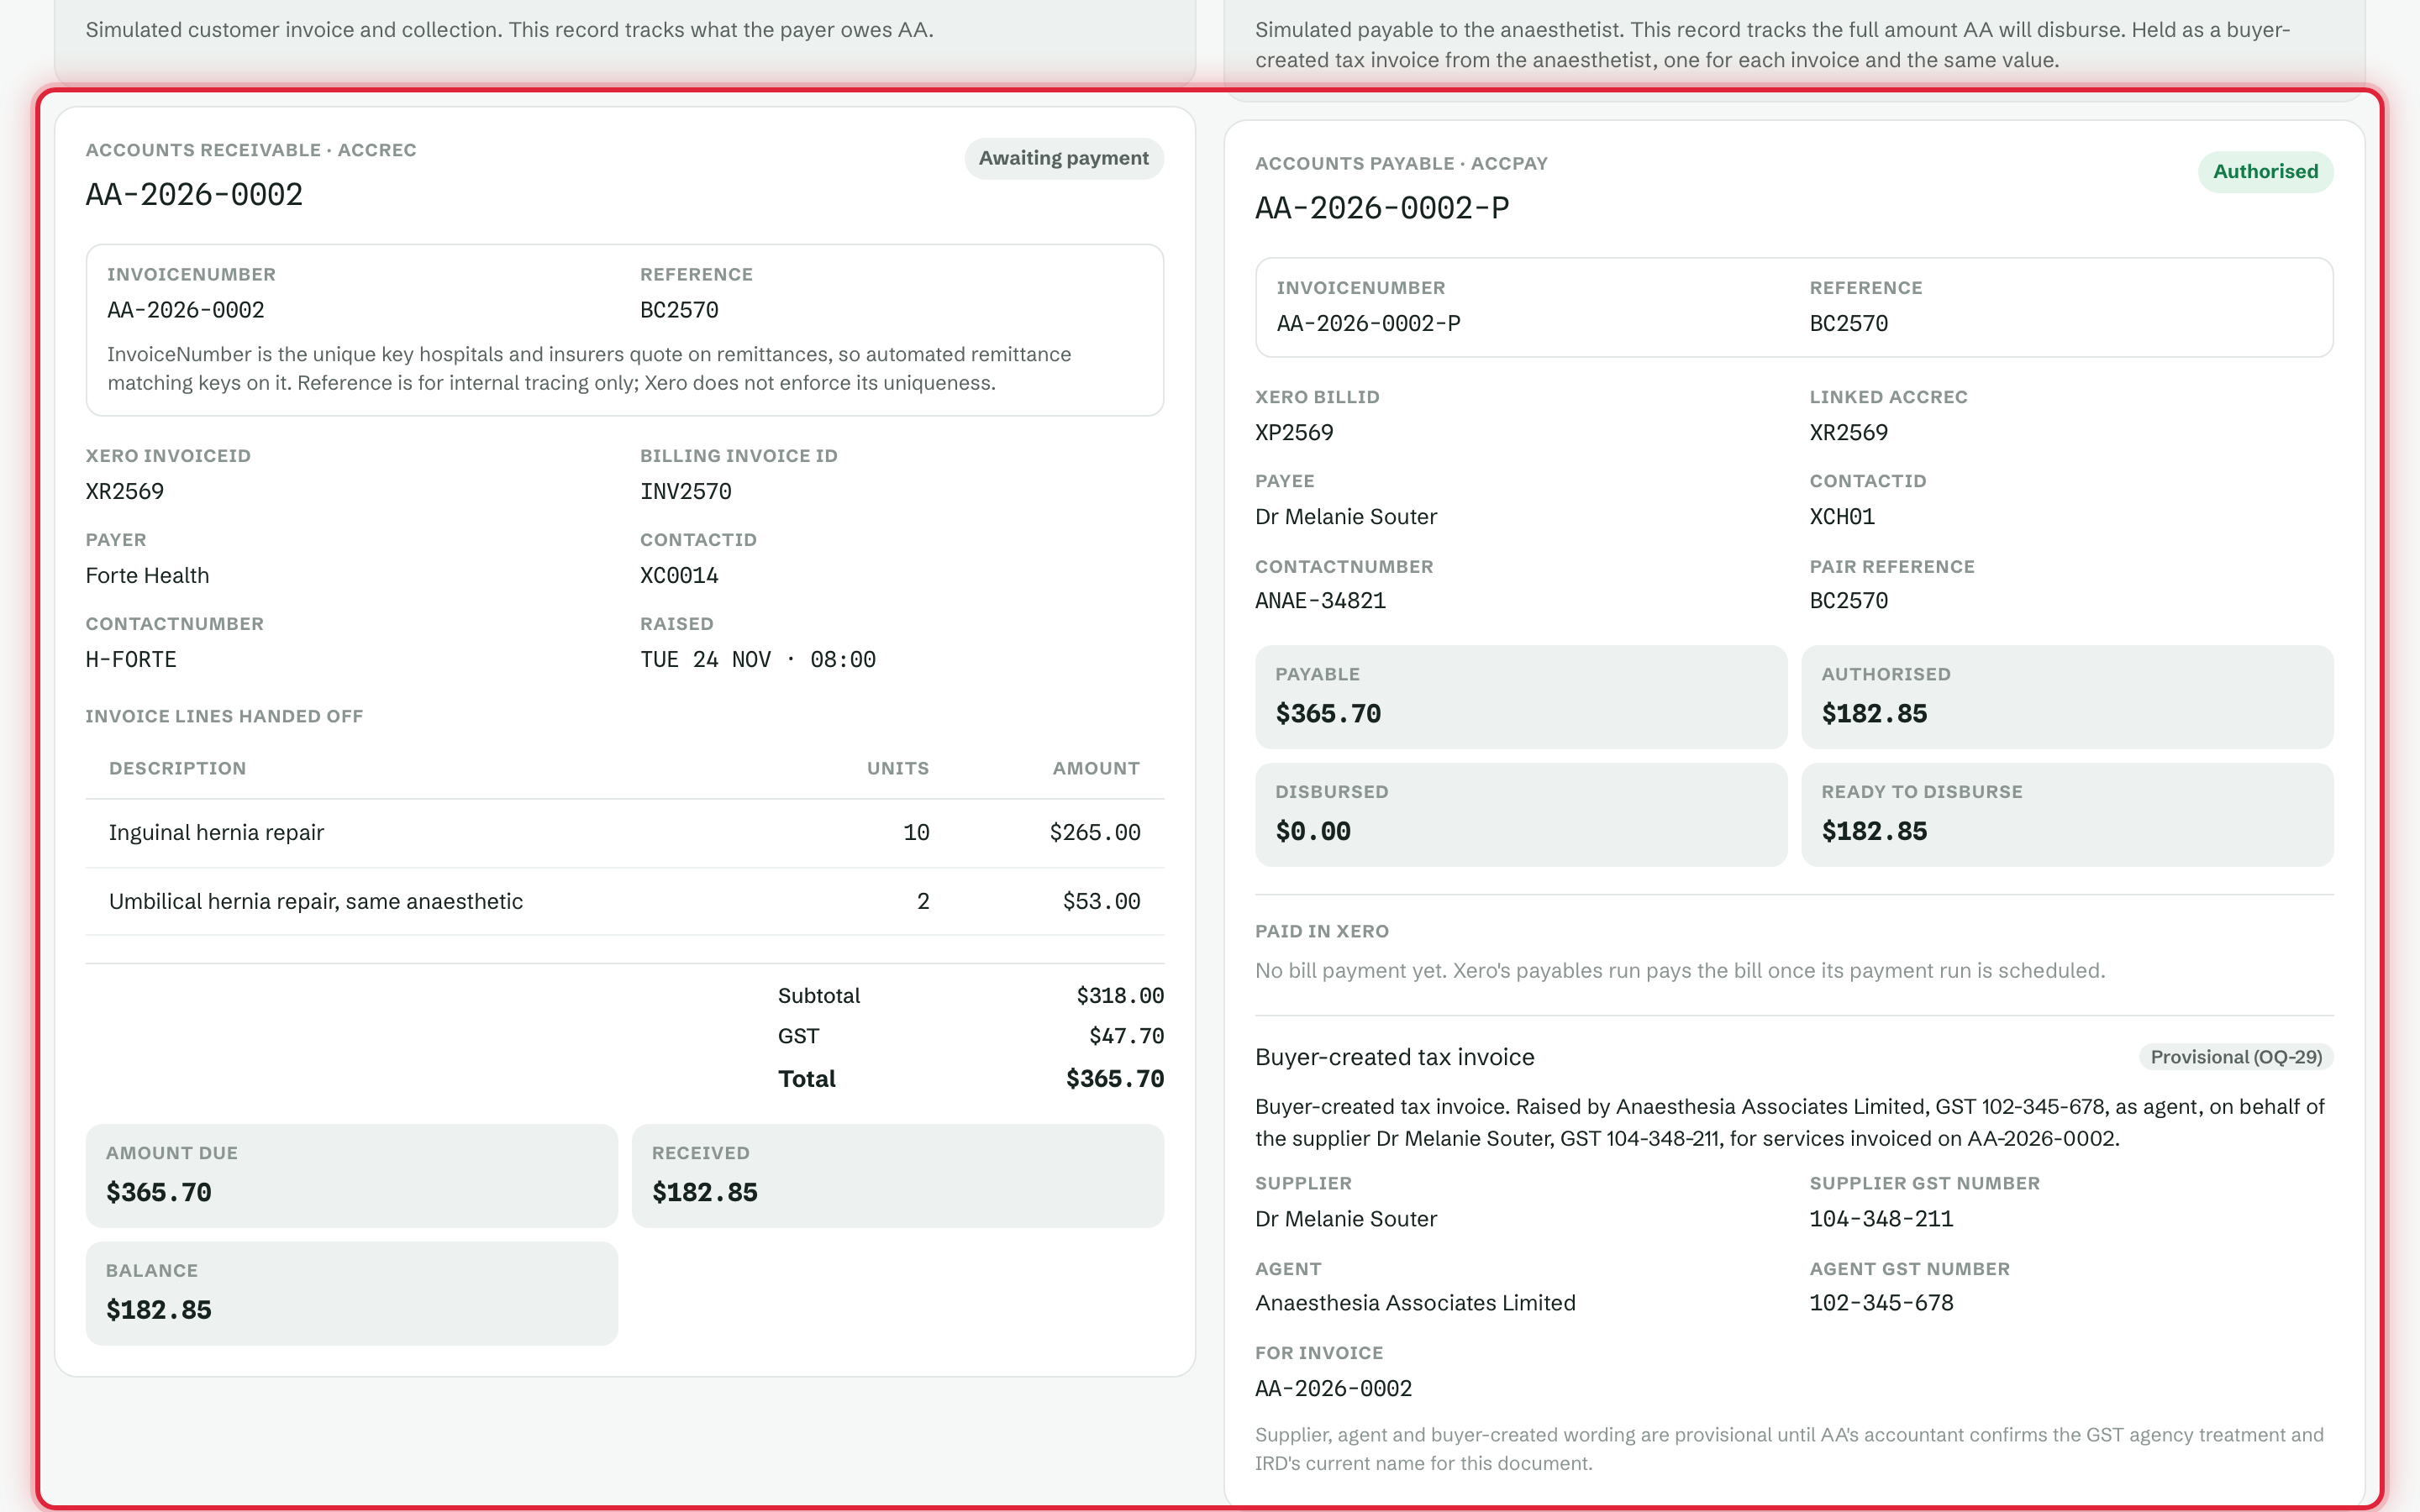 Simulated customer invoice and collection. This record tracks what the payer owes AA.
ACCOUNTS RECEIVABLE · ACCREC
Awaiting payment
AA-2026-0002
INVOICENUMBER
REFERENCE
AA-2026-0002
BC2570
InvoiceNumber is the unique key hospitals and insurers quote on remittances, so automated remittance
matching keys on it. Reference is for internal tracing only; Xero does not enforce its uniqueness.
XERO INVOICEID
BILLING INVOICE ID
XR2569
INV2570
PAYER
CONTACTID
Forte Health
XC0014
CONTACTNUMBER
RAISED
H-FORTE
TUE 24 NOV · 08:00
INVOICE LINES HANDED OFF
DESCRIPTION UNITS AMOUNT
Inguinal hernia repair 10 $265.00
Umbilical hernia repair, same anaesthetic 2 $53.00
Subtotal $318.00
GST $47.70
Total $365.70
AMOUNT DUE
$365.70
RECEIVED
$182.85
BALANCE
$182.85
Simulated payable to the anaesthetist. This record tracks the full amount AA will disburse. Held as a buyer-
created tax invoice from the anaesthetist, one for each invoice and the same value.
ACCOUNTS PAYABLE · ACCPAY
Authorised
AA-2026-0002-P
INVOICENUMBER
REFERENCE
AA-2026-0002-P
BC2570
XERO BILLID
LINKED ACCREC
XP2569
XR2569
PAYEE
CONTACTID
Dr Melanie Souter
XCH01
CONTACTNUMBER
PAIR REFERENCE
ANAE-34821
BC2570
PAYABLE
$365.70
AUTHORISED
$182.85
DISBURSED
$0.00
READY TO DISBURSE
$182.85
PAID IN XERO
No bill payment yet. Xero's payables run pays the bill once its payment run is scheduled.
Buyer-created tax invoice
Provisional (OQ-29)
Buyer-created tax invoice. Raised by Anaesthesia Associates Limited, GST 102-345-678, as agent, on behalf of
the supplier Dr Melanie Souter, GST 104-348-211, for services invoiced on AA-2026-0002.
SUPPLIER
SUPPLIER GST NUMBER
Dr Melanie Souter
104-348-211
AGENT
AGENT GST NUMBER
Anaesthesia Associates Limited
102-345-678
FOR INVOICE
AA-2026-0002
Supplier, agent and buyer-created wording are provisional until AA's accountant confirms the GST agency treatment and
IRD's current name for this document.